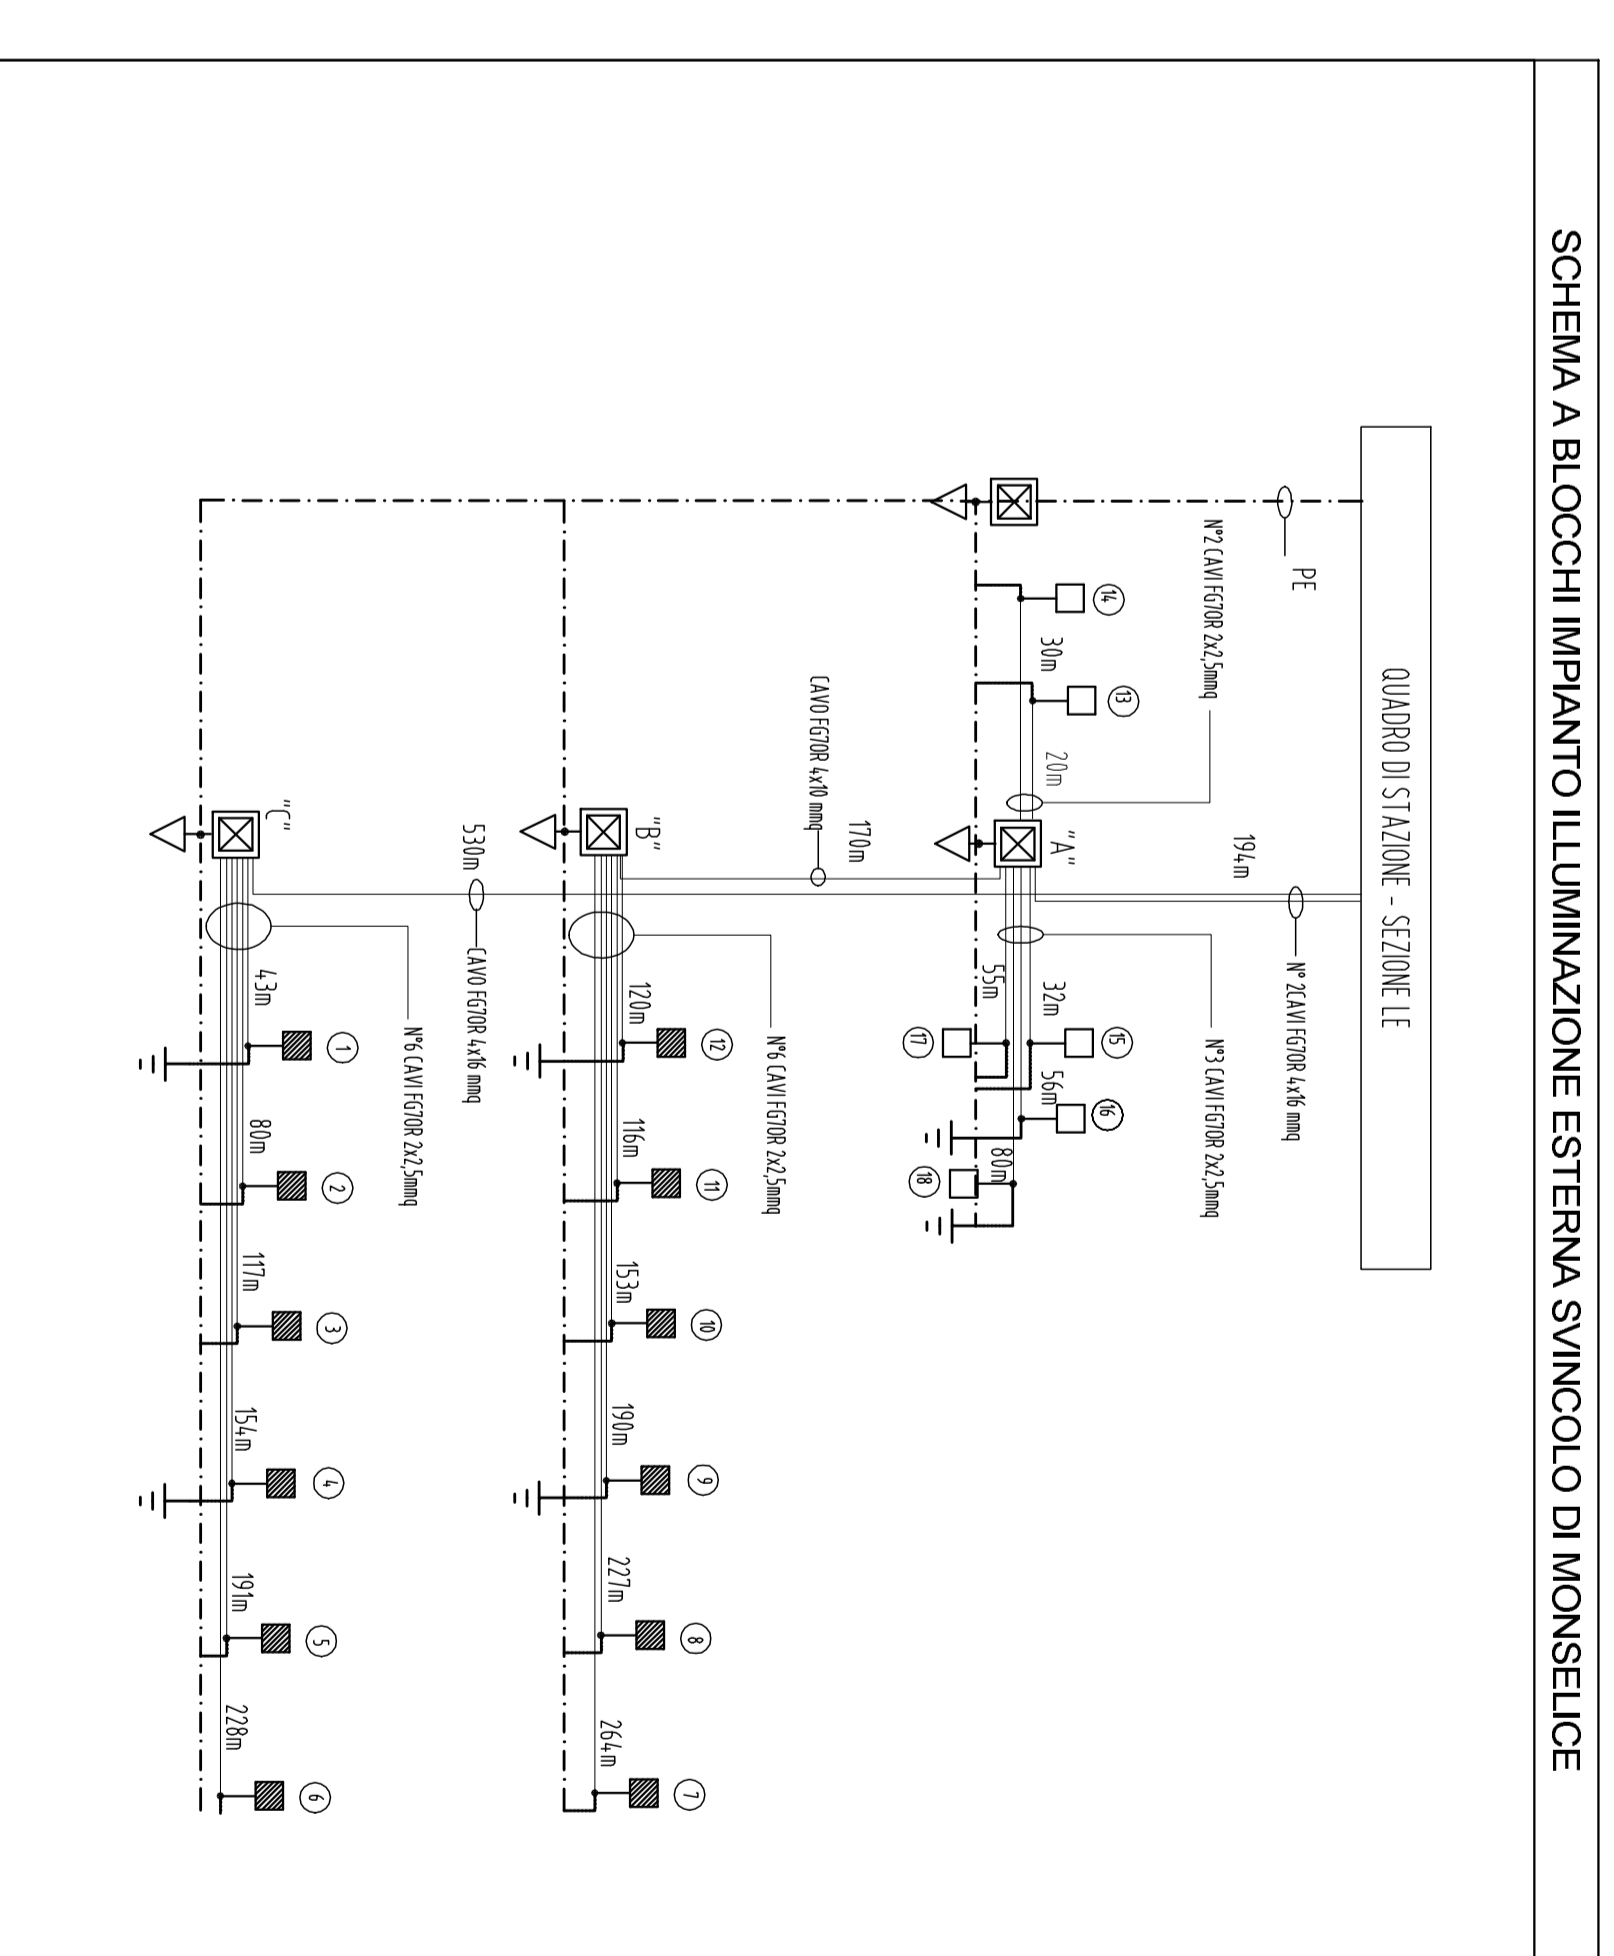 SCHEMA A BLOCCHI IMPIANTO ILLUMINAZIONE ESTERNA SVINCOLO DI MONSELICE
QUADRO DI STAZIONE - SEZIONE LE
PE
N° 2CAVI FG7OR 4x16 mmq
194m
N°2 CAVI FG7OR 2x2,5mmq
N°3 CAVI FG7OR 2x2,5mmq
14
13
15
16
30m
20m
"A"
32m
56m
55m
80m
17
18
170m
CAVO FG7OR 4x10 mmq
N°6 CAVI FG7OR 2x2,5mmq
12
11
10
9
8
7
"B"
120m
116m
153m
190m
227m
264m
530m
CAVO FG7OR 4x16 mmq
N°6 CAVI FG7OR 2x2,5mmq
1
2
3
4
5
6
"C"
43m
80m
117m
154m
191m
228m